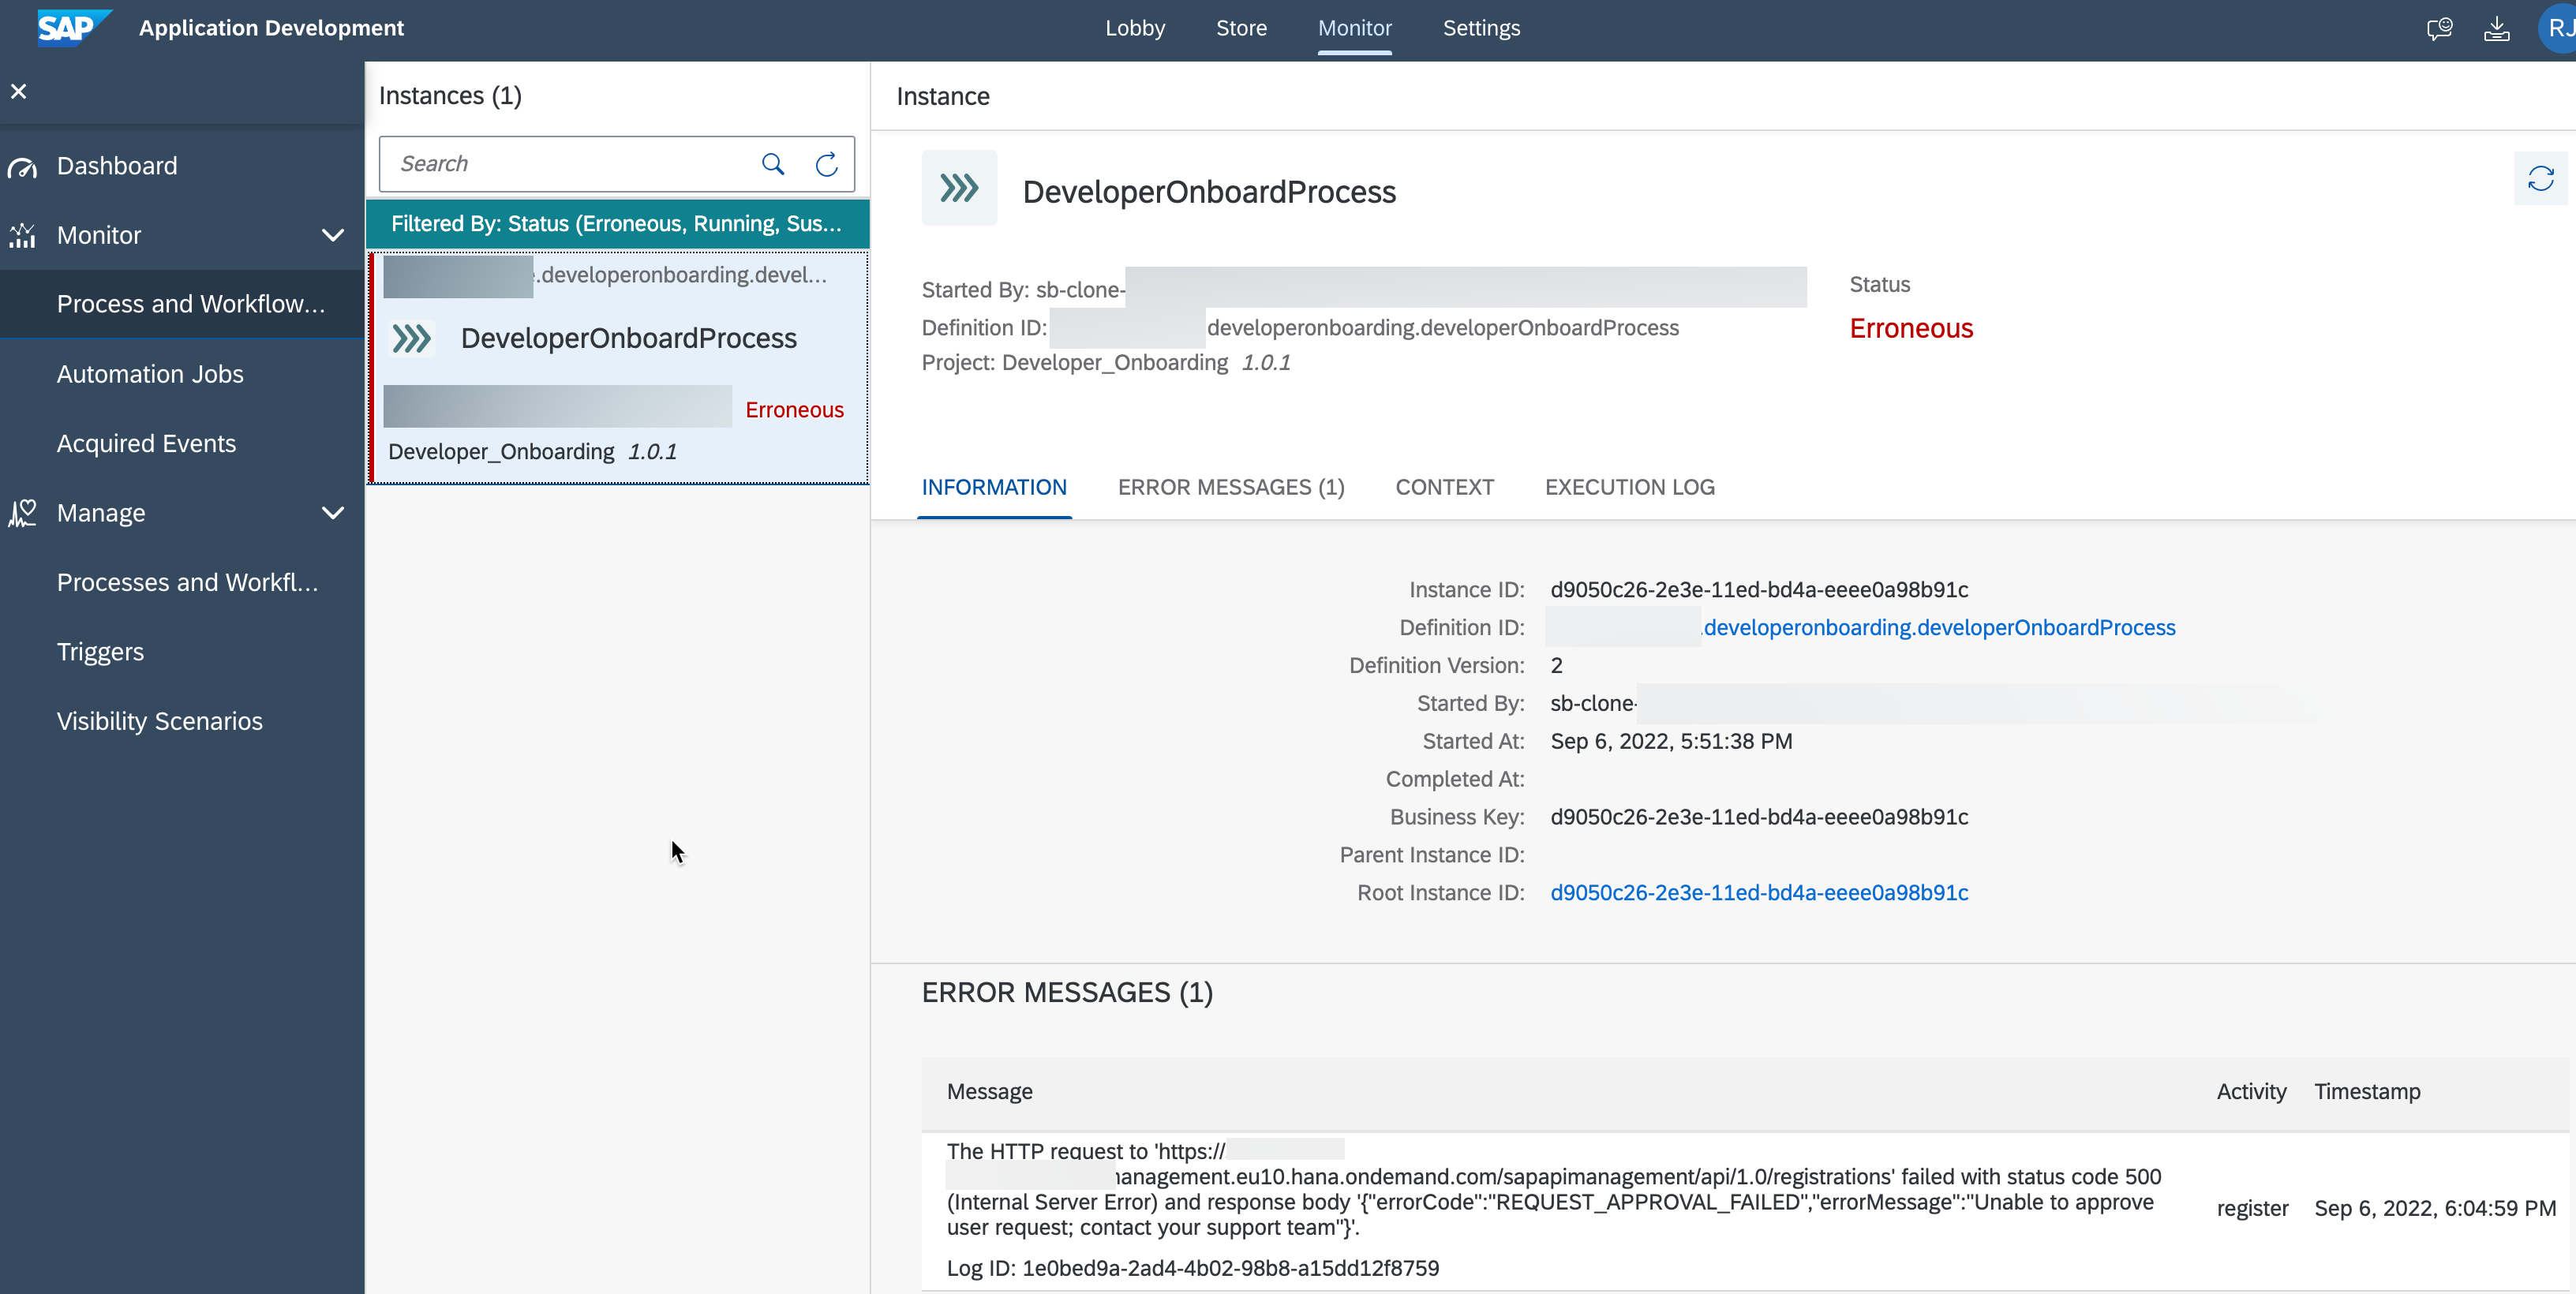 SAP Application Development
Lobby Store Monitor Settings
RJ
Dashboard
Monitor
Process and Workflow...
Automation Jobs
Acquired Events
Manage
Processes and Workfl...
Triggers
Visibility Scenarios
Instances (1)
Search
Filtered By: Status (Erroneous, Running, Sus...
.developeronboarding.devel...
DeveloperOnboardProcess
Erroneous
Developer_Onboarding 1.0.1
Instance
DeveloperOnboardProcess
Started By: sb-clone-
Definition ID: developeronboarding.developerOnboardProcess
Project: Developer_Onboarding 1.0.1
Status
Erroneous
INFORMATION ERROR MESSAGES (1) CONTEXT EXECUTION LOG
Instance ID: d9050c26-2e3e-11ed-bd4a-eeee0a98b91c
Definition ID: .developeronboarding.developerOnboardProcess
Definition Version: 2
Started By: sb-clone-
Started At: Sep 6, 2022, 5:51:38 PM
Completed At:
Business Key: d9050c26-2e3e-11ed-bd4a-eeee0a98b91c
Parent Instance ID:
Root Instance ID: d9050c26-2e3e-11ed-bd4a-eeee0a98b91c
ERROR MESSAGES (1)
Message Activity Timestamp
The HTTP request to 'https://
anagement.eu10.hana.ondemand.com/sapapimanagement/api/1.0/registrations' failed with status code 500
(Internal Server Error) and response body '{"errorCode":"REQUEST_APPROVAL_FAILED","errorMessage":"Unable to approve
user request; contact your support team"}'.
register Sep 6, 2022, 6:04:59 PM
Log ID: 1e0bed9a-2ad4-4b02-98b8-a15dd12f8759